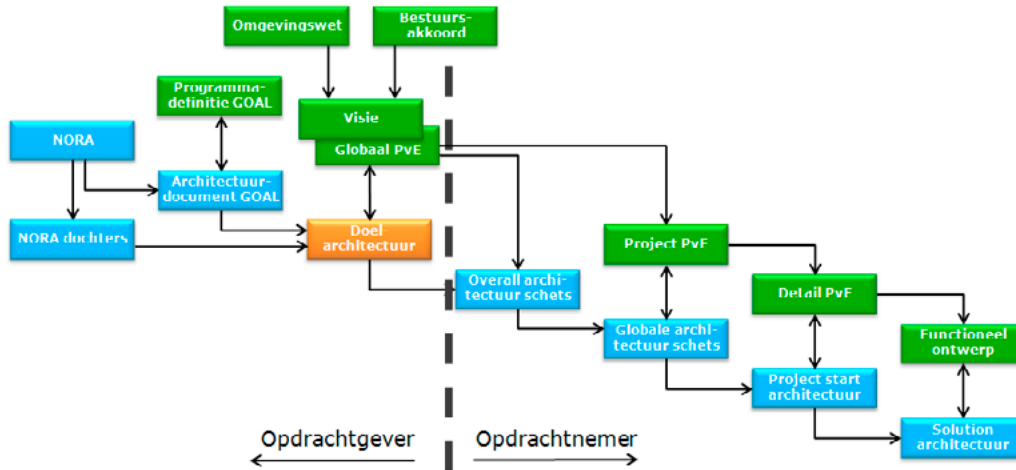 Omgevingswet
Bestuurs-
akkoord
Programma-
definitie GOAL
Visie
Globaal PvE
NORA
Architectuur-
document GOAL
NORA dochters
Doel-
architectuur
Project PvE
Overall archi-
tectuur schets
Detail PvE
Globale archi-
tectuur schets
Functioneel
ontwerp
Project start
architectuur
Solution
architectuur
Opdrachtgever
Opdrachtnemer